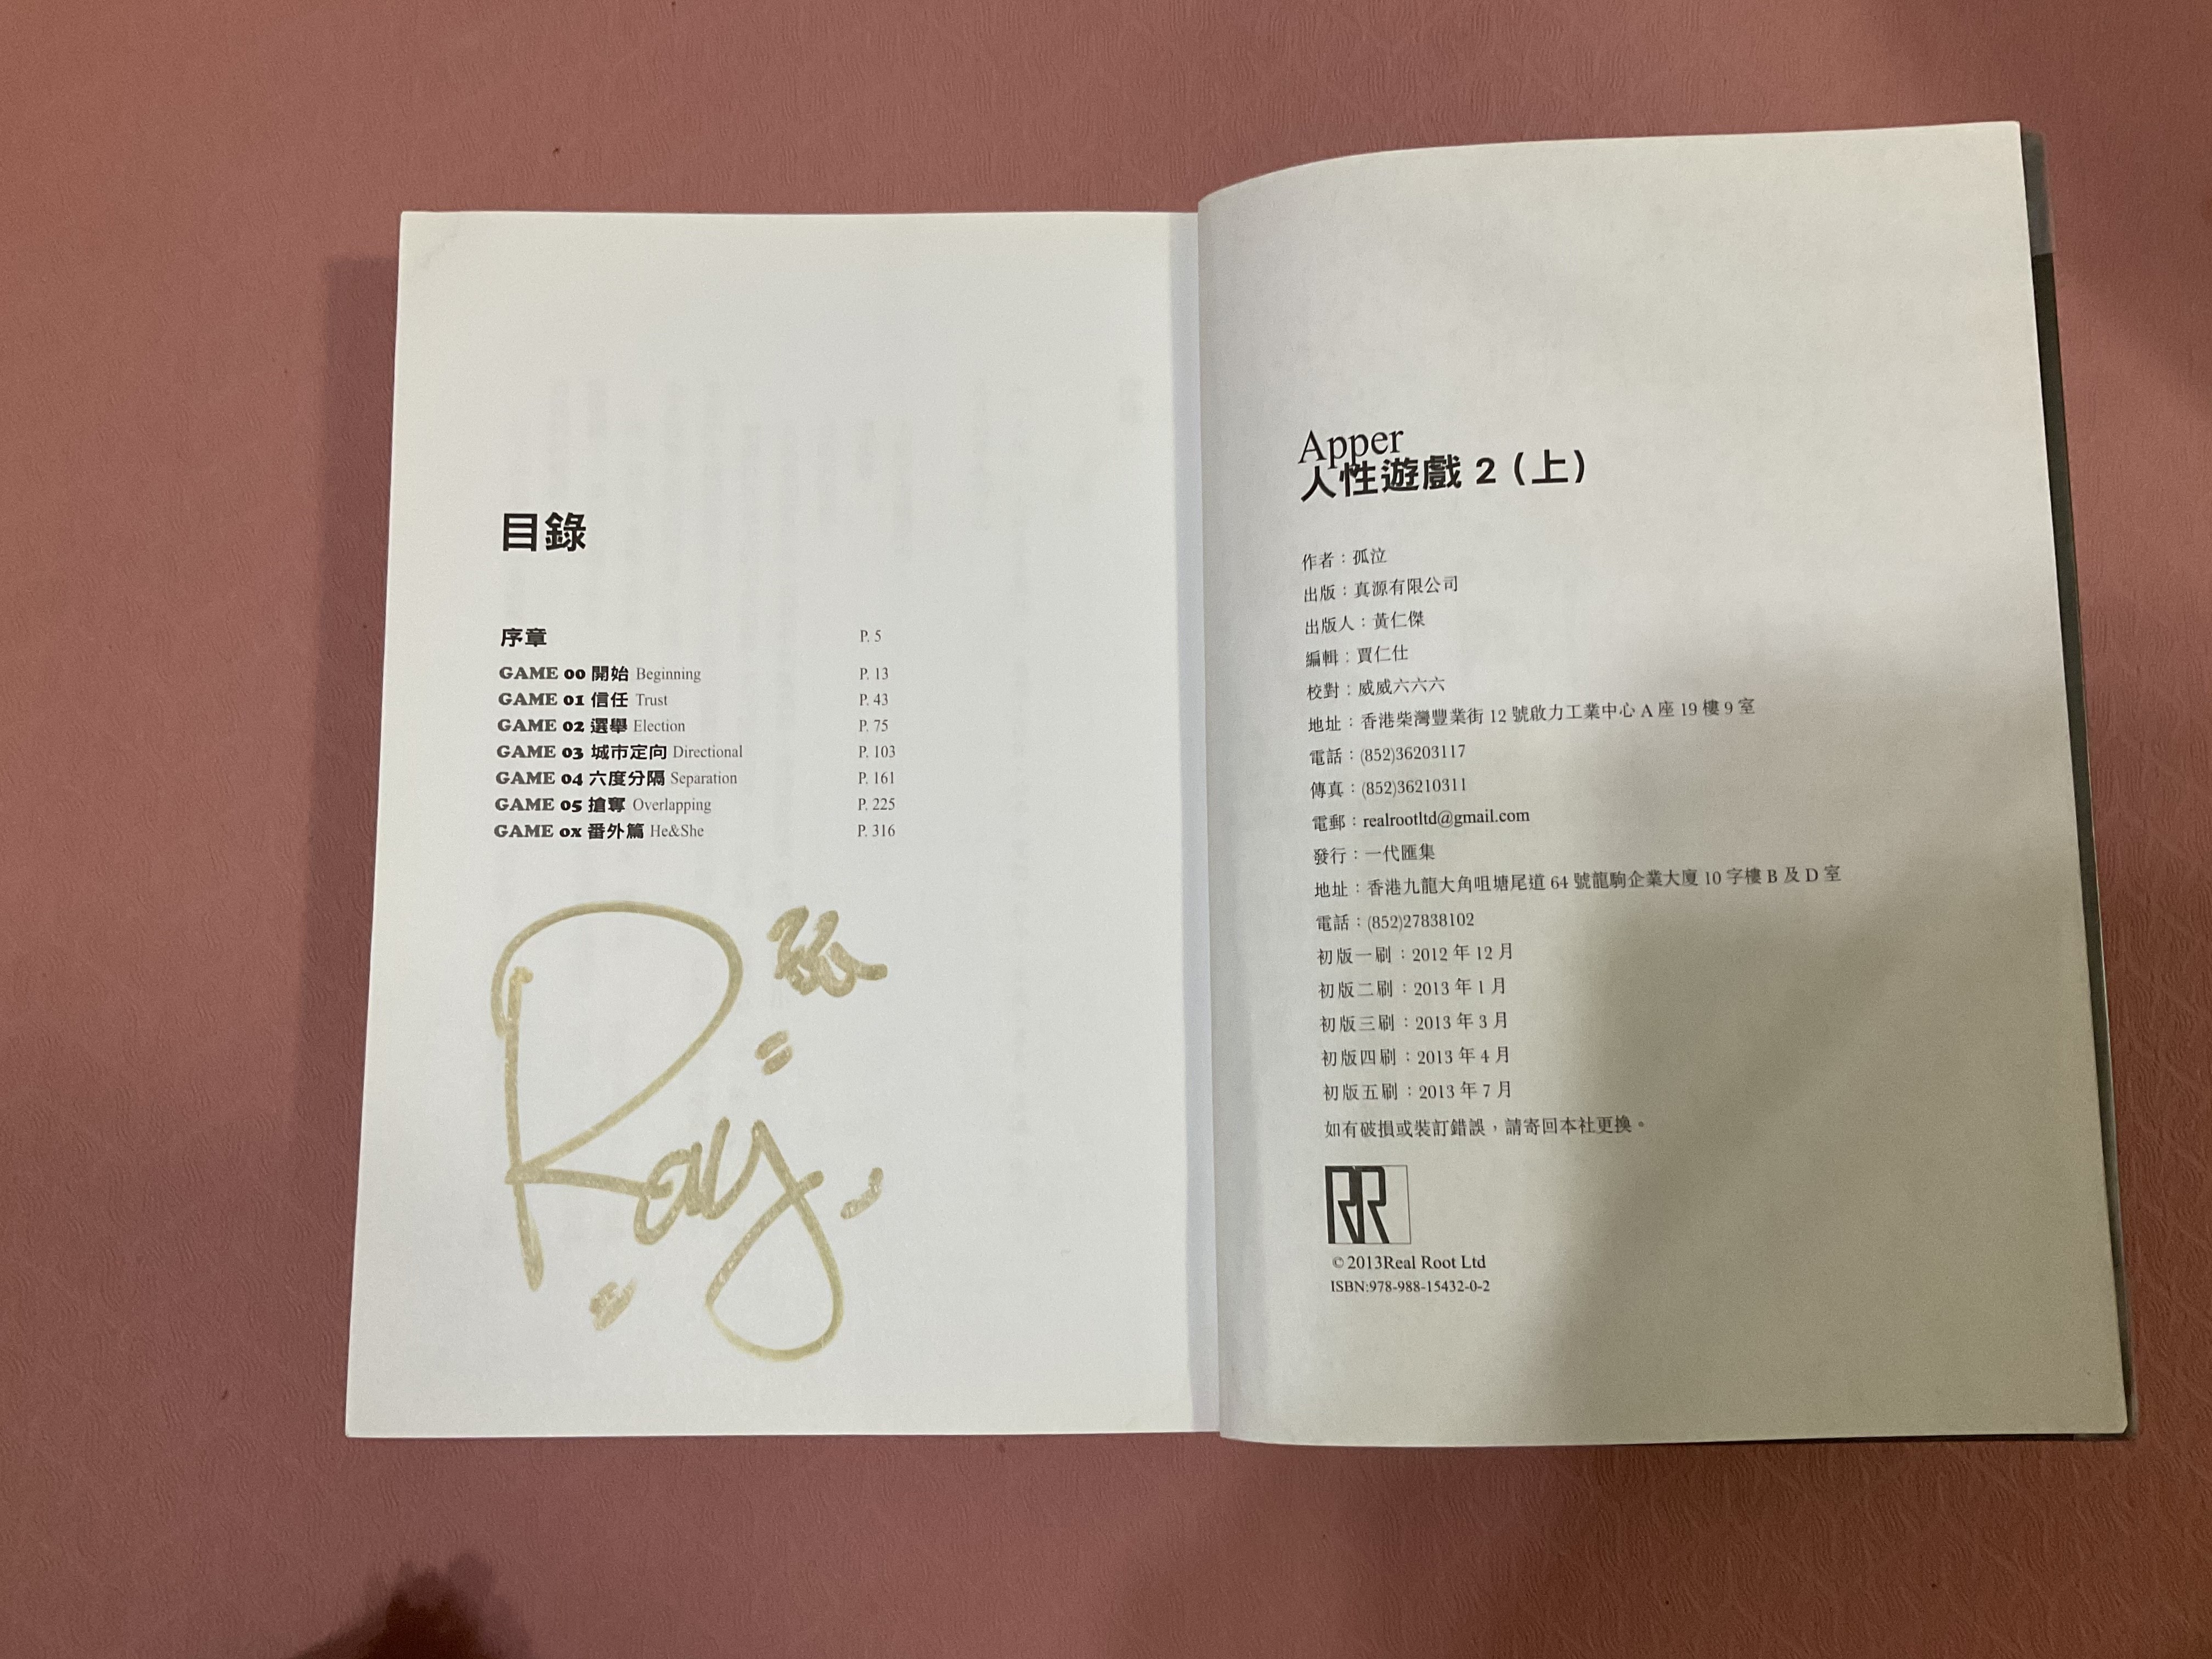 目錄
序章 P. 5
GAME 00 開始 Beginning P. 13
GAME 01 信任 Trust P. 43
GAME 02 選舉 Election P. 75
GAME 03 城市定向 Directional P. 103
GAME 04 六度分隔 Separation P. 161
GAME 05 搶奪 Overlapping P. 225
GAME 0X 番外篇 He&She P. 316
Ray
Apper
人性遊戲 2 (上)
作者：孤泣
出版：真源有限公司
出版人：黃仁傑
編輯：賈仁仕
校對：威威六六六
地址：香港柴灣豐業街 12 號啟力工業中心 A 座 19 樓 9 室
電話：(852)36203117
傳真：(852)36210311
電郵：realrootltd@gmail.com
發行：一代匯集
地址：香港九龍大角咀塘尾道 64 號龍駒企業大廈 10 字樓 B 及 D 室
電話：(852)27838102
初版一刷：2012 年 12 月
初版二刷：2013 年 1 月
初版三刷：2013 年 3 月
初版四刷：2013 年 4 月
初版五刷：2013 年 7 月
如有破損或裝訂錯誤，請寄回本社更換。
RR
©2013Real Root Ltd
ISBN:978-988-15432-0-2